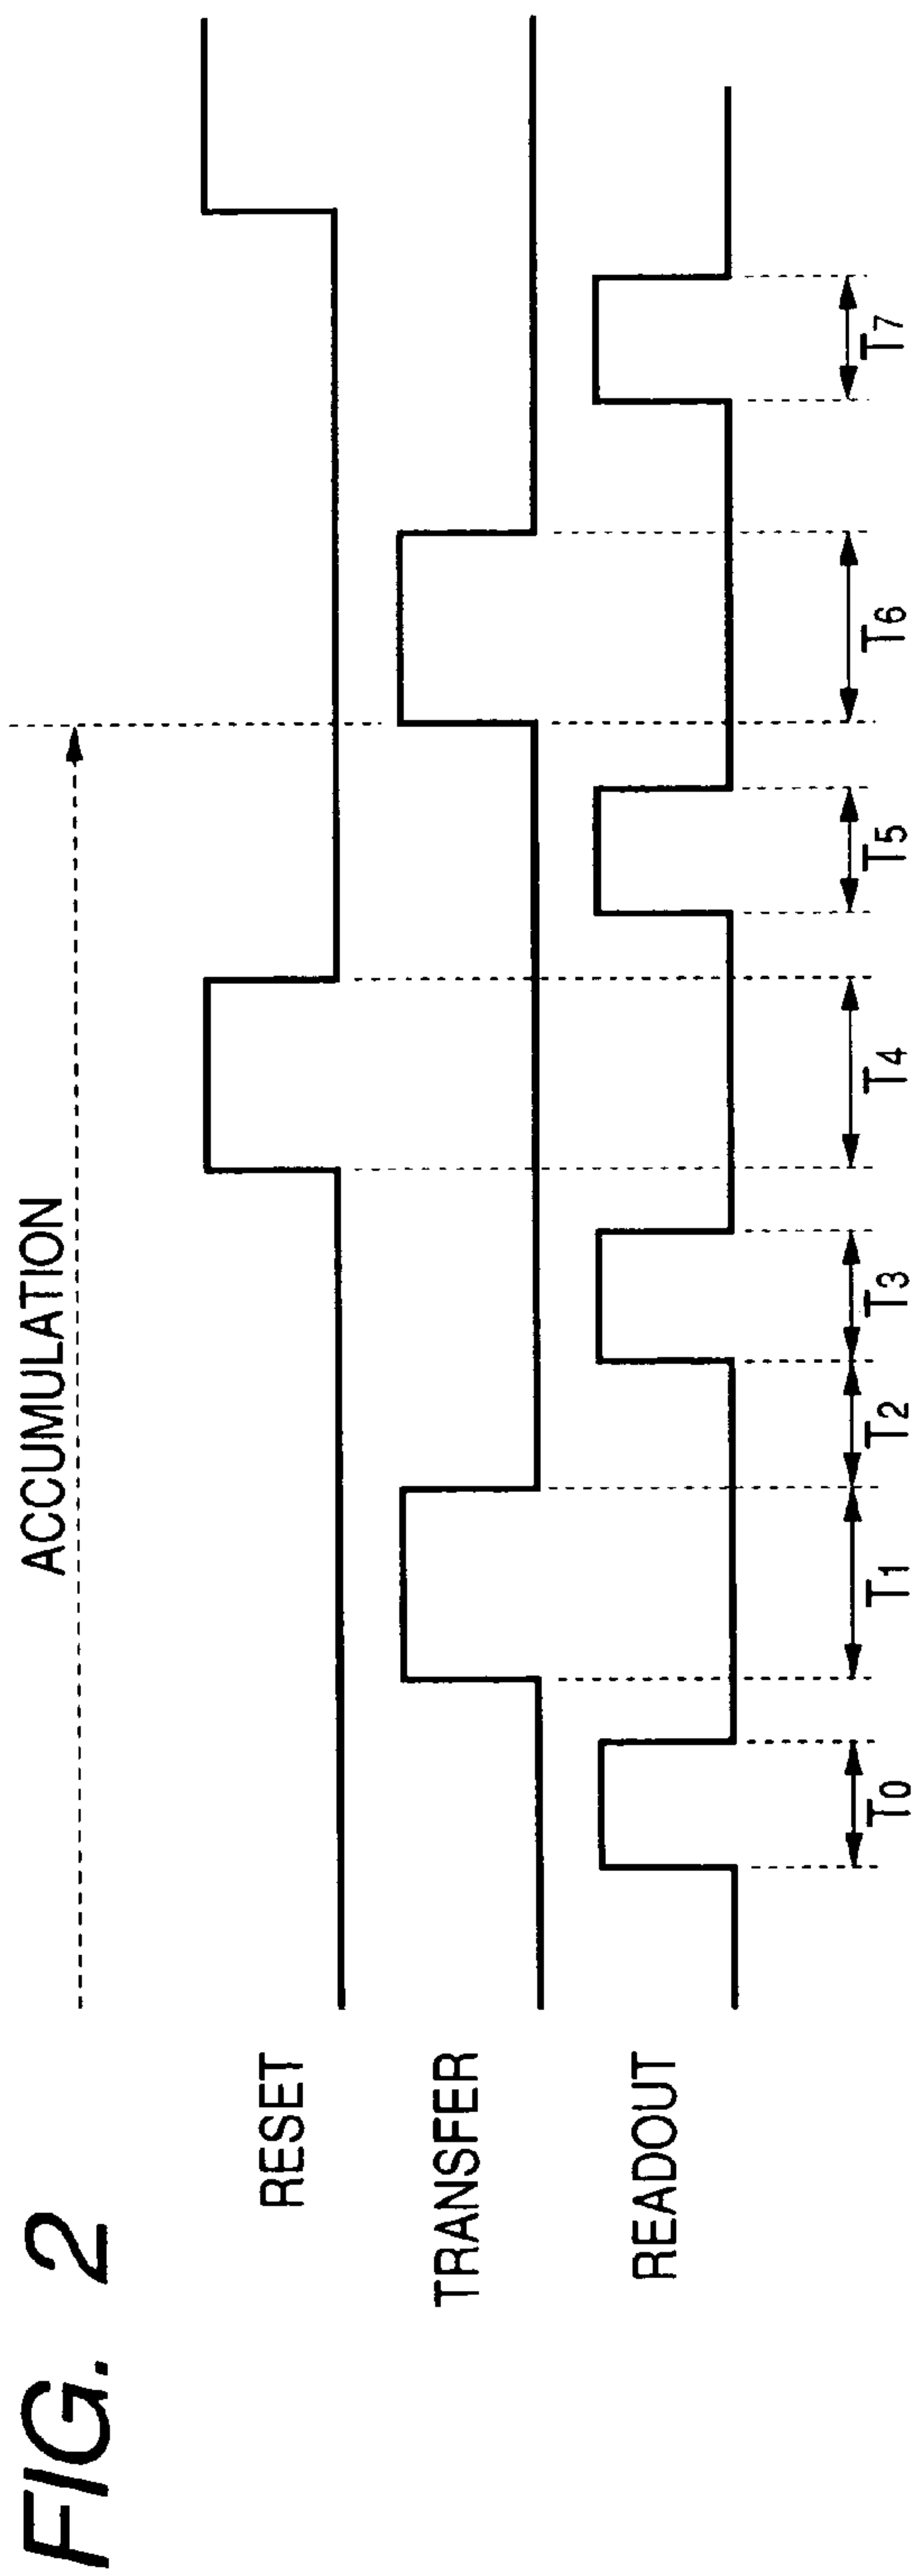 FIG. 2
ACCUMULATION
RESET
TRANSFER
READOUT
T0
T1
T2
T3
T4
T5
T6
T7